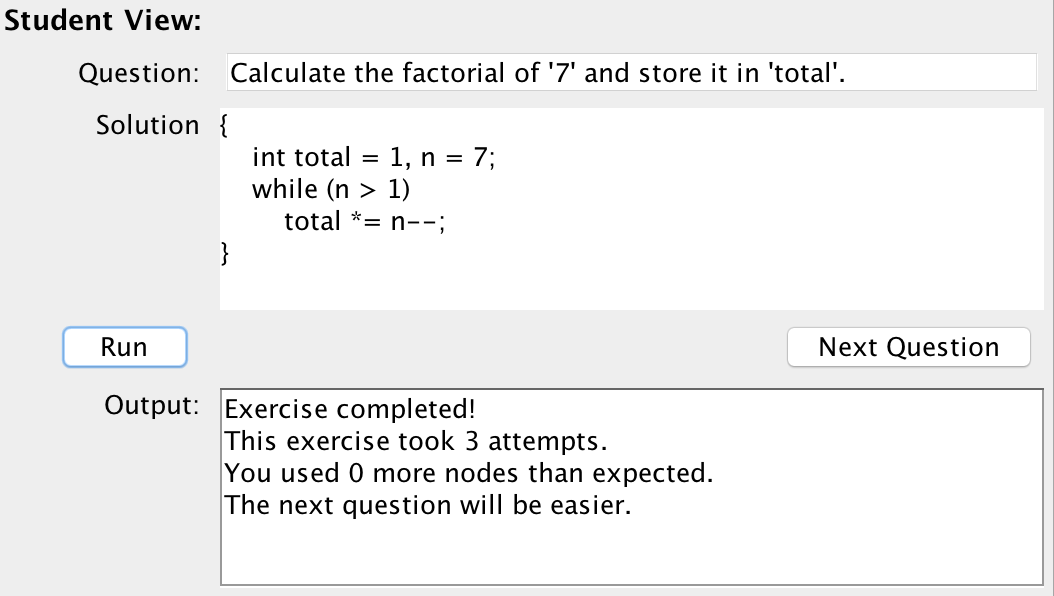 Student View:
Question: Calculate the factorial of '7' and store it in 'total'.
Solution {
int total = 1, n = 7;
while (n > 1)
total *= n--;
}
Run Next Question
Output: Exercise completed!
This exercise took 3 attempts.
You used 0 more nodes than expected.
The next question will be easier.